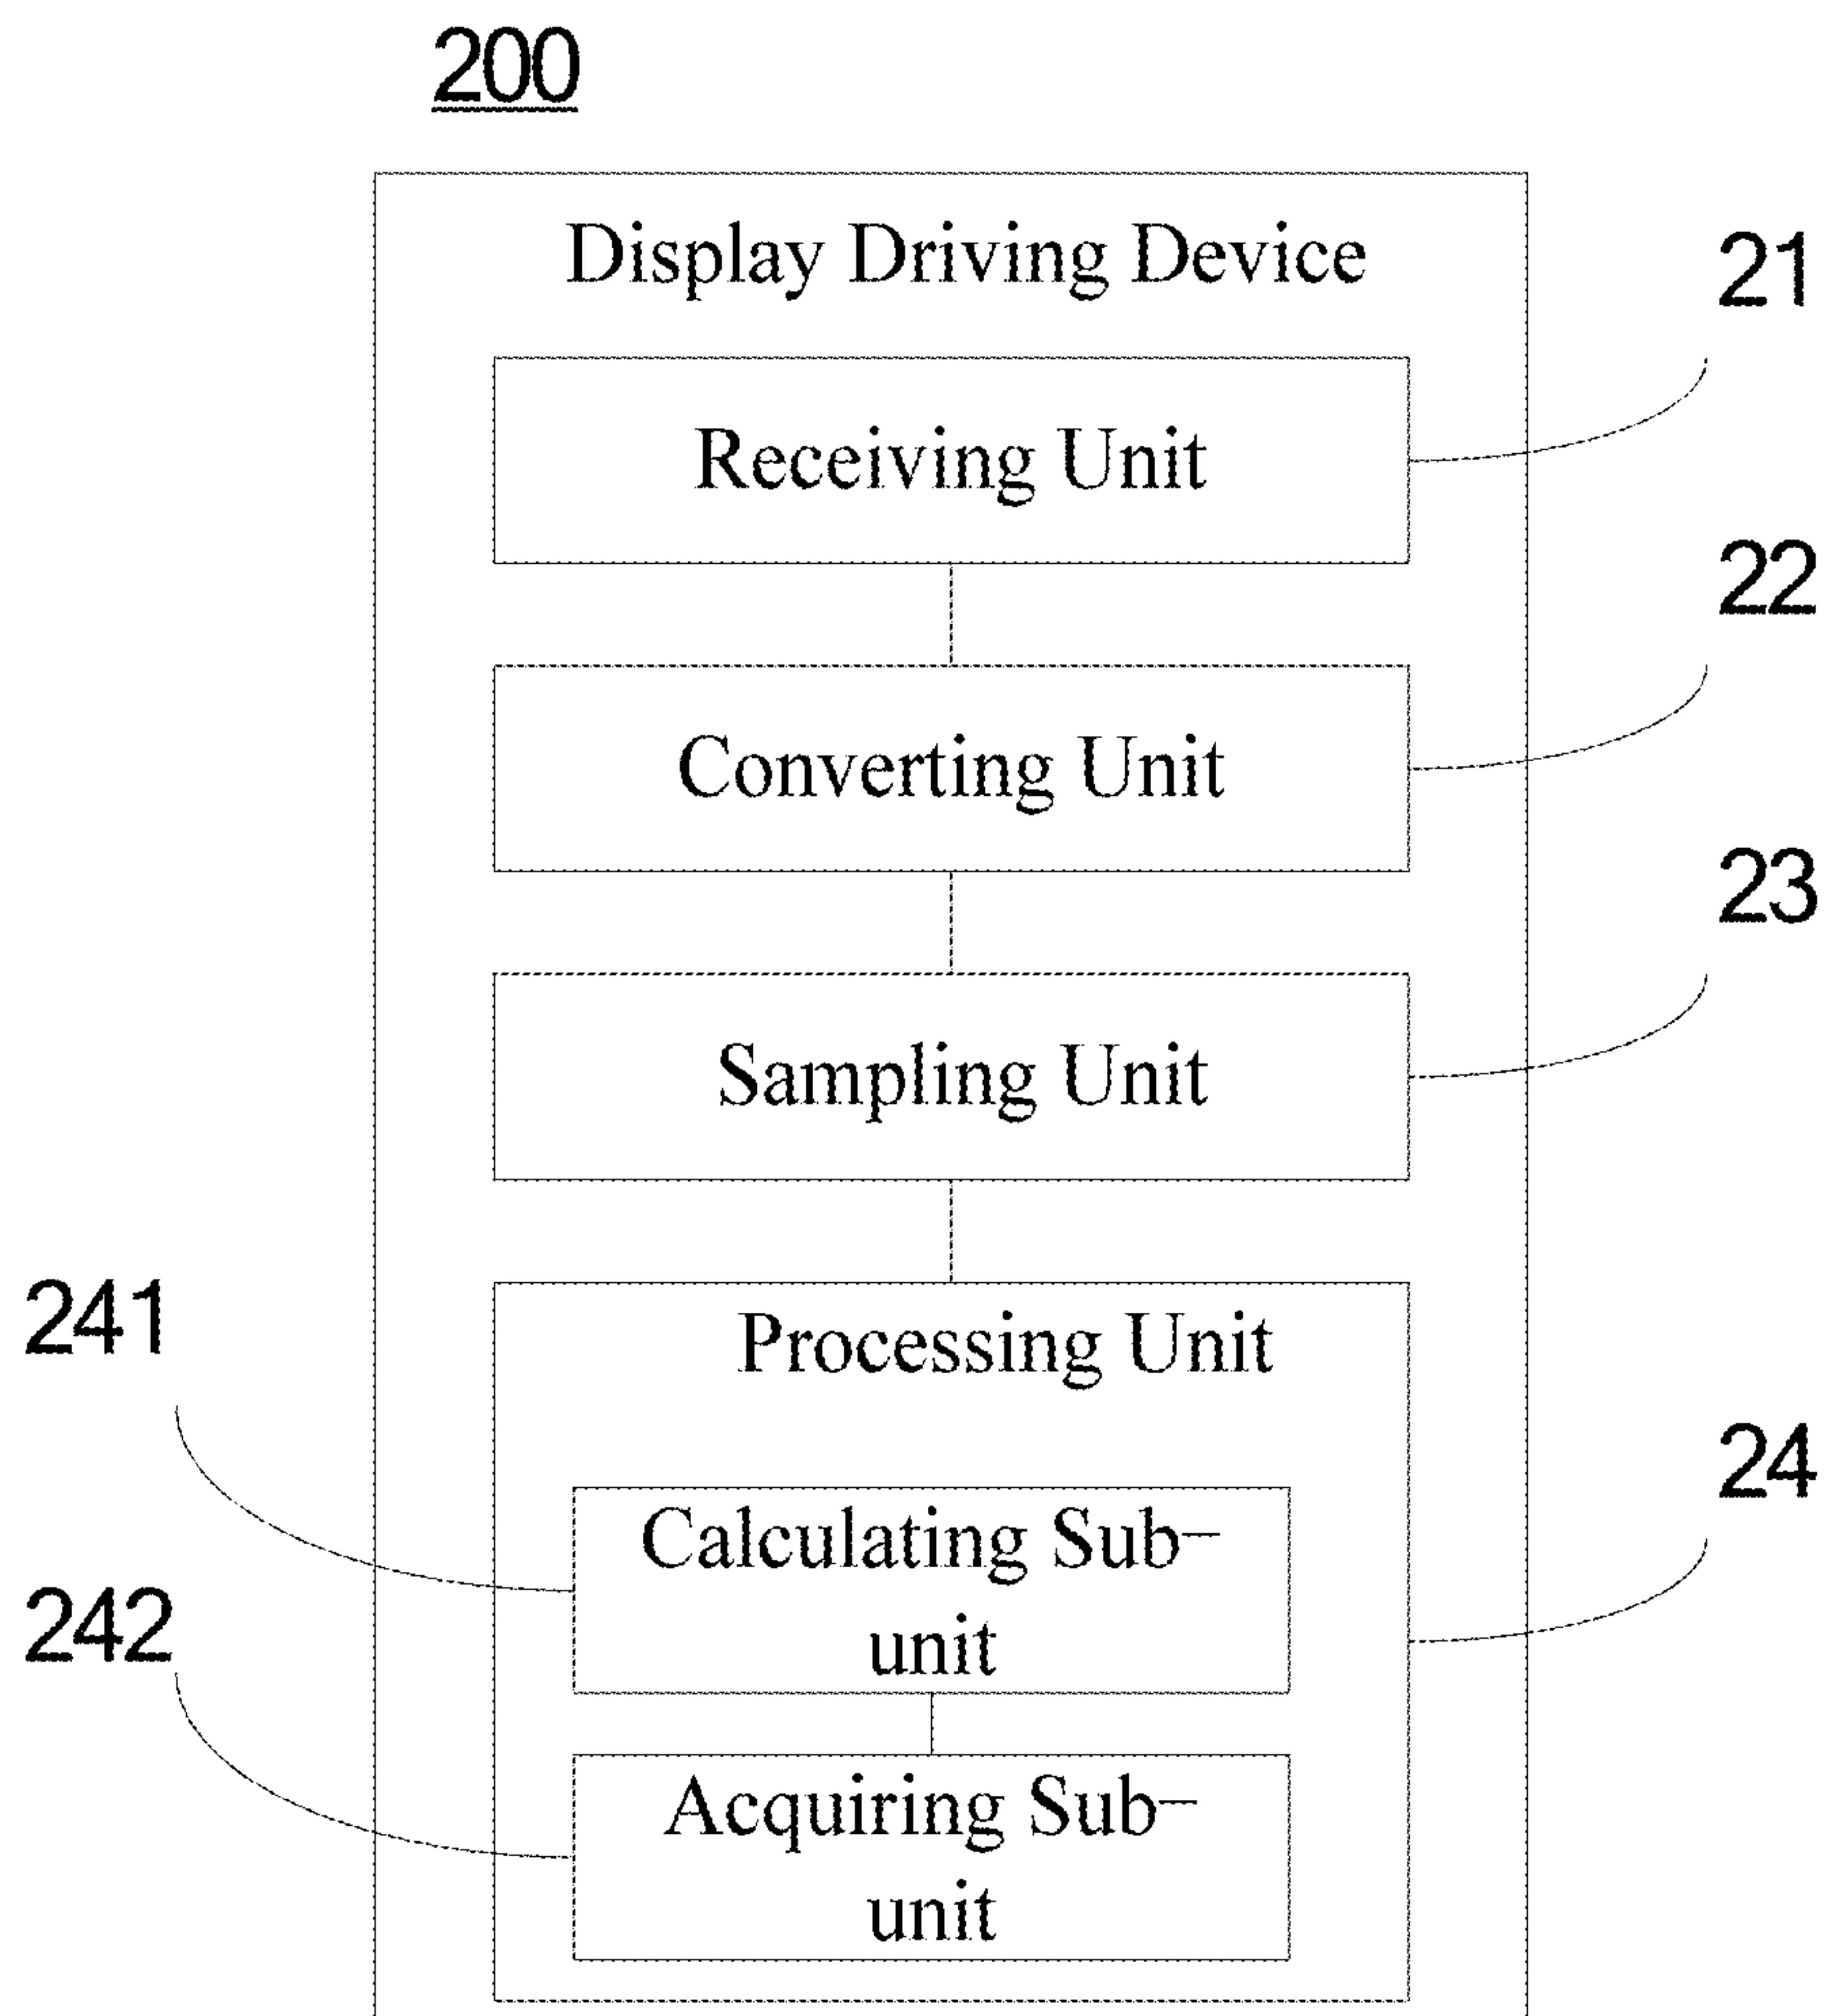 200
Display Driving Device
21
Receiving Unit
22
Converting Unit
23
Sampling Unit
241
Processing Unit
24
Calculating Sub-
unit
242
Acquiring Sub-
unit